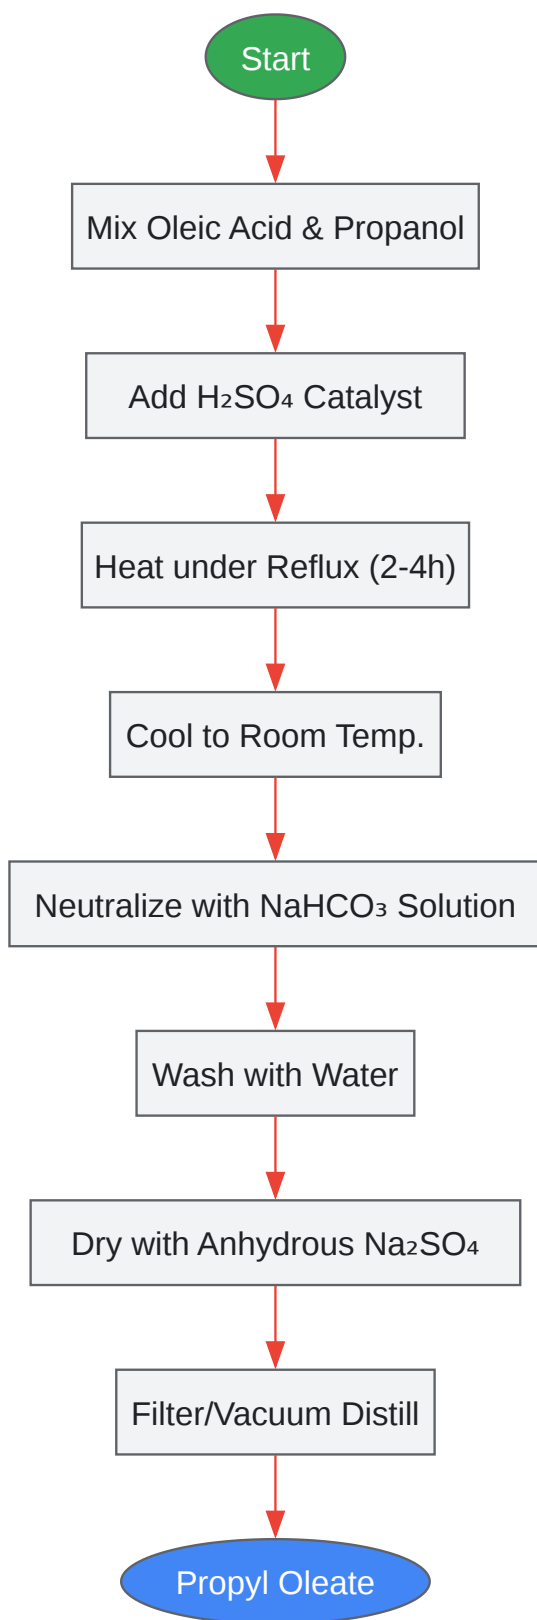 Start
Mix Oleic Acid & Propanol
Add H₂SO₄ Catalyst
Heat under Reflux (2-4h)
Cool to Room Temp.
Neutralize with NaHCO₃ Solution
Wash with Water
Dry with Anhydrous Na₂SO₄
Filter/Vacuum Distill
Propyl Oleate